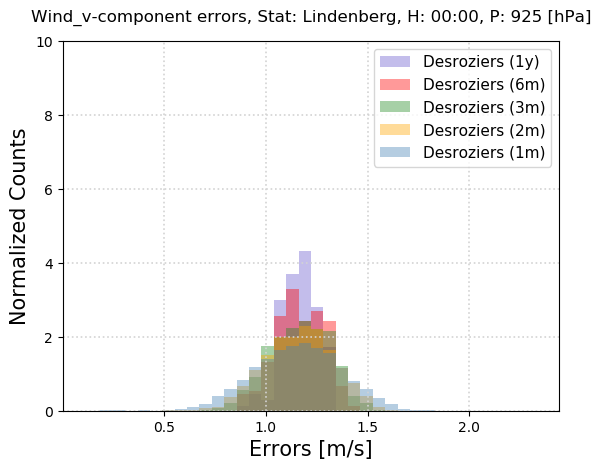 Wind_v-component errors, Stat: Lindenberg, H: 00:00, P: 925 [hPa]
Normalized Counts
10
8
6
4
2
0
Desroziers (1y)
Desroziers (6m)
Desroziers (3m)
Desroziers (2m)
Desroziers (1m)
0.5 1.0 1.5 2.0
Errors [m/s]